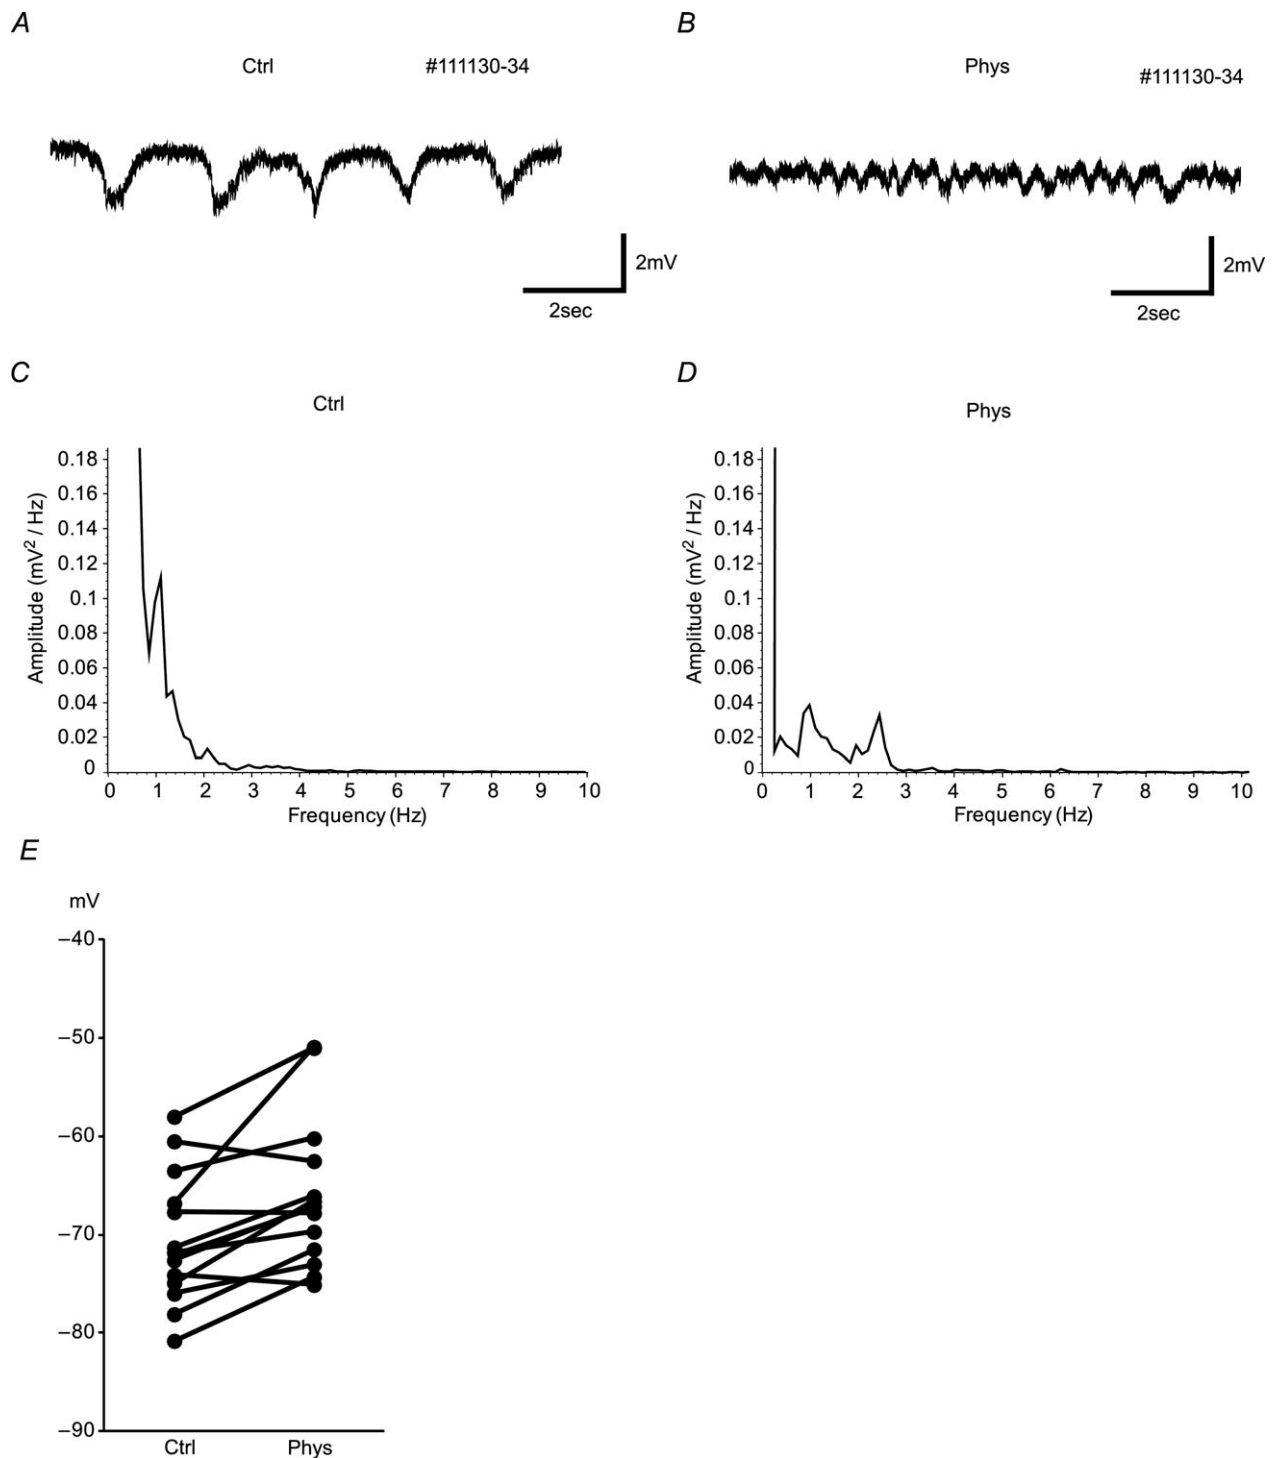 A
Ctrl #111130-34
2mV
2sec
B
Phys
#111130-34
2mV
2sec
C
Ctrl
Amplitude (mV² / Hz)
0.18
0.16
0.14
0.12
0.1
0.08
0.06
0.04
0.02
0
0 1 2 3 4 5 6 7 8 9 10
Frequency (Hz)
D
Phys
Amplitude (mV² / Hz)
0.18
0.16
0.14
0.12
0.1
0.08
0.06
0.04
0.02
0
0 1 2 3 4 5 6 7 8 9 10
Frequency (Hz)
E
mV
–40
–50
–60
–70
–80
–90
Ctrl Phys